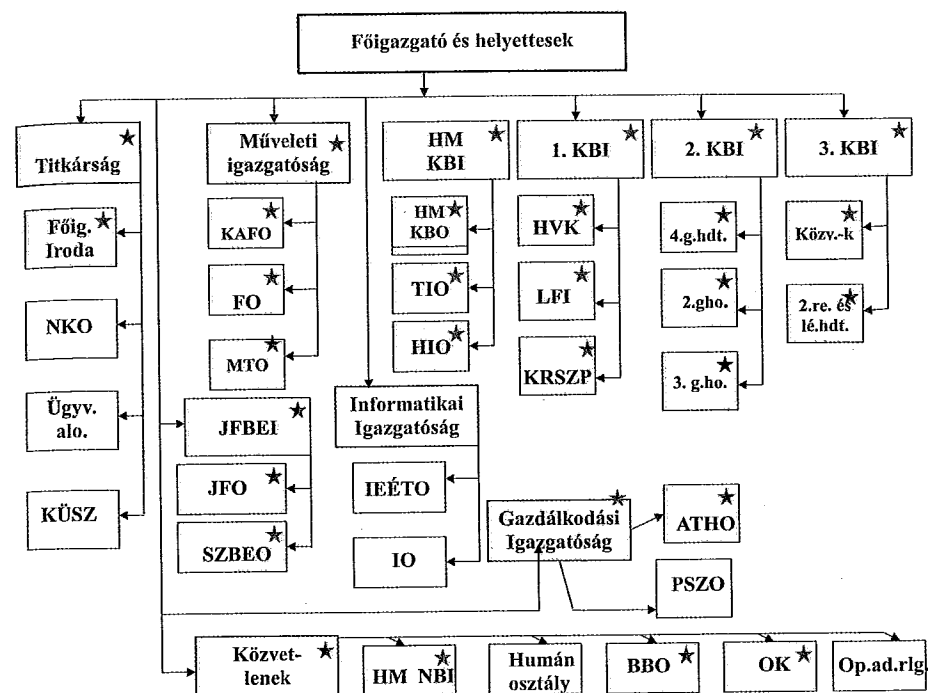 Főigazgató és helyettesek
Titkárság
Műveleti
igazgatóság
HM
KBI
1. KBI
2. KBI
3. KBI
Főig.
Iroda
NKO
Ügyv.
alo.
KÜSZ
KAFO
FO
MTO
HM
KBO
TIO
HIO
HVK
LFI
KRSZP
4.g.hdt.
2.gho.
3. g.ho.
Közv.-k
2.re. és
lé.hdt.
JFBEI
JFO
SZBEO
Informatikai
Igazgatóság
IEÉTO
IO
Gazdálkodási
Igazgatóság
ATHO
PSZO
Közvet-
lenek
HM NBI
Humán
osztály
BBO
OK
Op.ad.rlg.